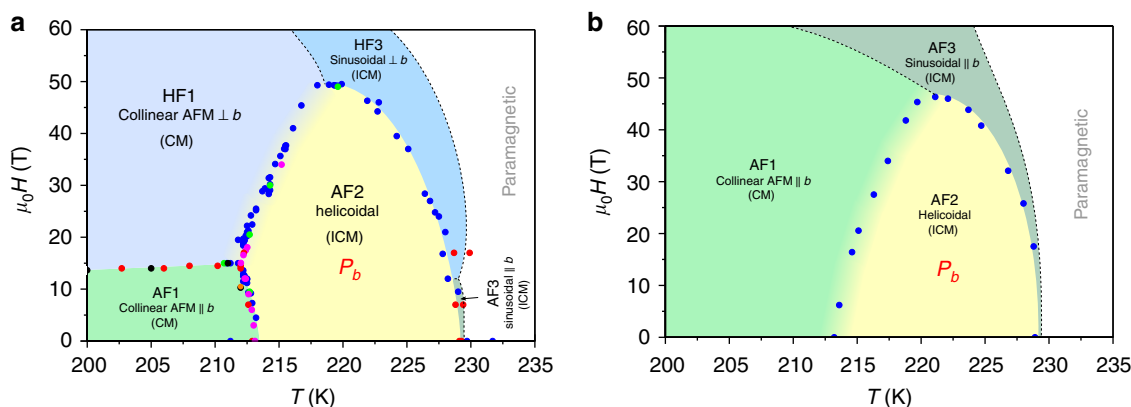 a
μ₀H (T)
60
50
40
30
20
10
0
HF1
Collinear AFM ⊥ b
(CM)
HF3
Sinusoidal ⊥ b
(ICM)
AF2
helicoidal
(ICM)
P_b
AF1
Collinear AFM ∥ b
(CM)
AF3
sinusoidal ∥ b
(ICM)
Paramagnetic
200 205 210 215 220 225 230 235
T (K)
b
μ₀H (T)
60
50
40
30
20
10
0
AF3
Sinusoidal ∥ b
(ICM)
AF1
Collinear AFM ∥ b
(CM)
AF2
Helicoidal
(ICM)
P_b
Paramagnetic
200 205 210 215 220 225 230 235
T (K)